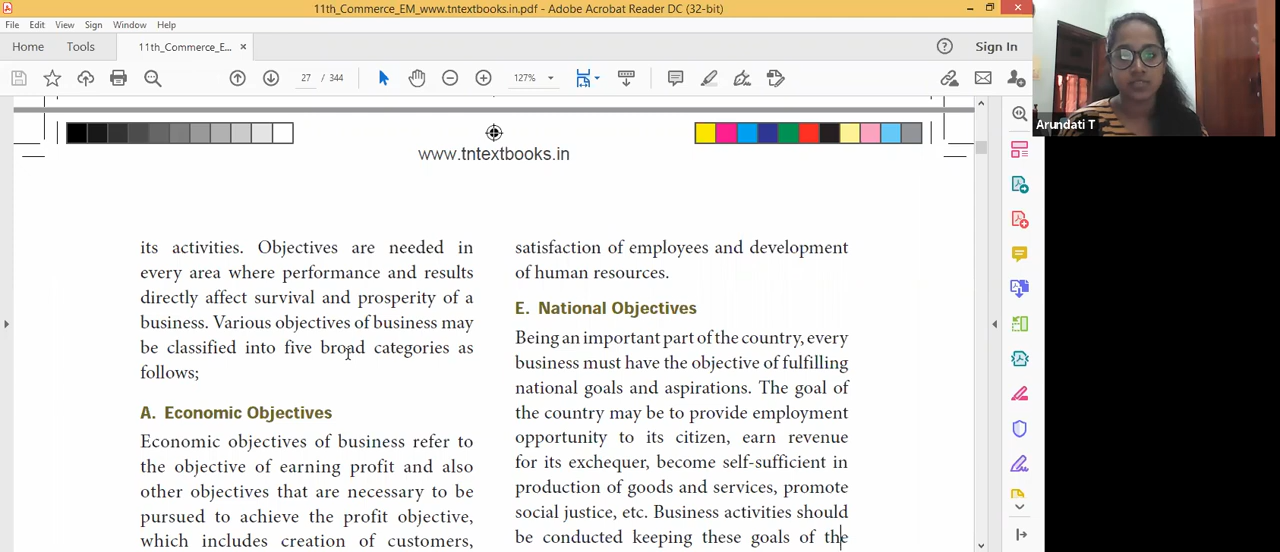 11th_Commerce_EM_www.tntextbooks.in.pdf - Adobe Acrobat Reader DC (32-bit)
File Edit View Sign Window Help
Home Tools 11th_Commerce_E... ×
Sign In
27 / 344
127%
Arundati T
www.tntextbooks.in
its activities. Objectives are needed in
every area where performance and results
directly affect survival and prosperity of a
business. Various objectives of business may
be classified into five broad categories as
follows;
A. Economic Objectives
Economic objectives of business refer to
the objective of earning profit and also
other objectives that are necessary to be
pursued to achieve the profit objective,
which includes creation of customers,
satisfaction of employees and development
of human resources.
E. National Objectives
Being an important part of the country, every
business must have the objective of fulfilling
national goals and aspirations. The goal of
the country may be to provide employment
opportunity to its citizen, earn revenue
for its exchequer, become self-sufficient in
production of goods and services, promote
social justice, etc. Business activities should
be conducted keeping these goals of the